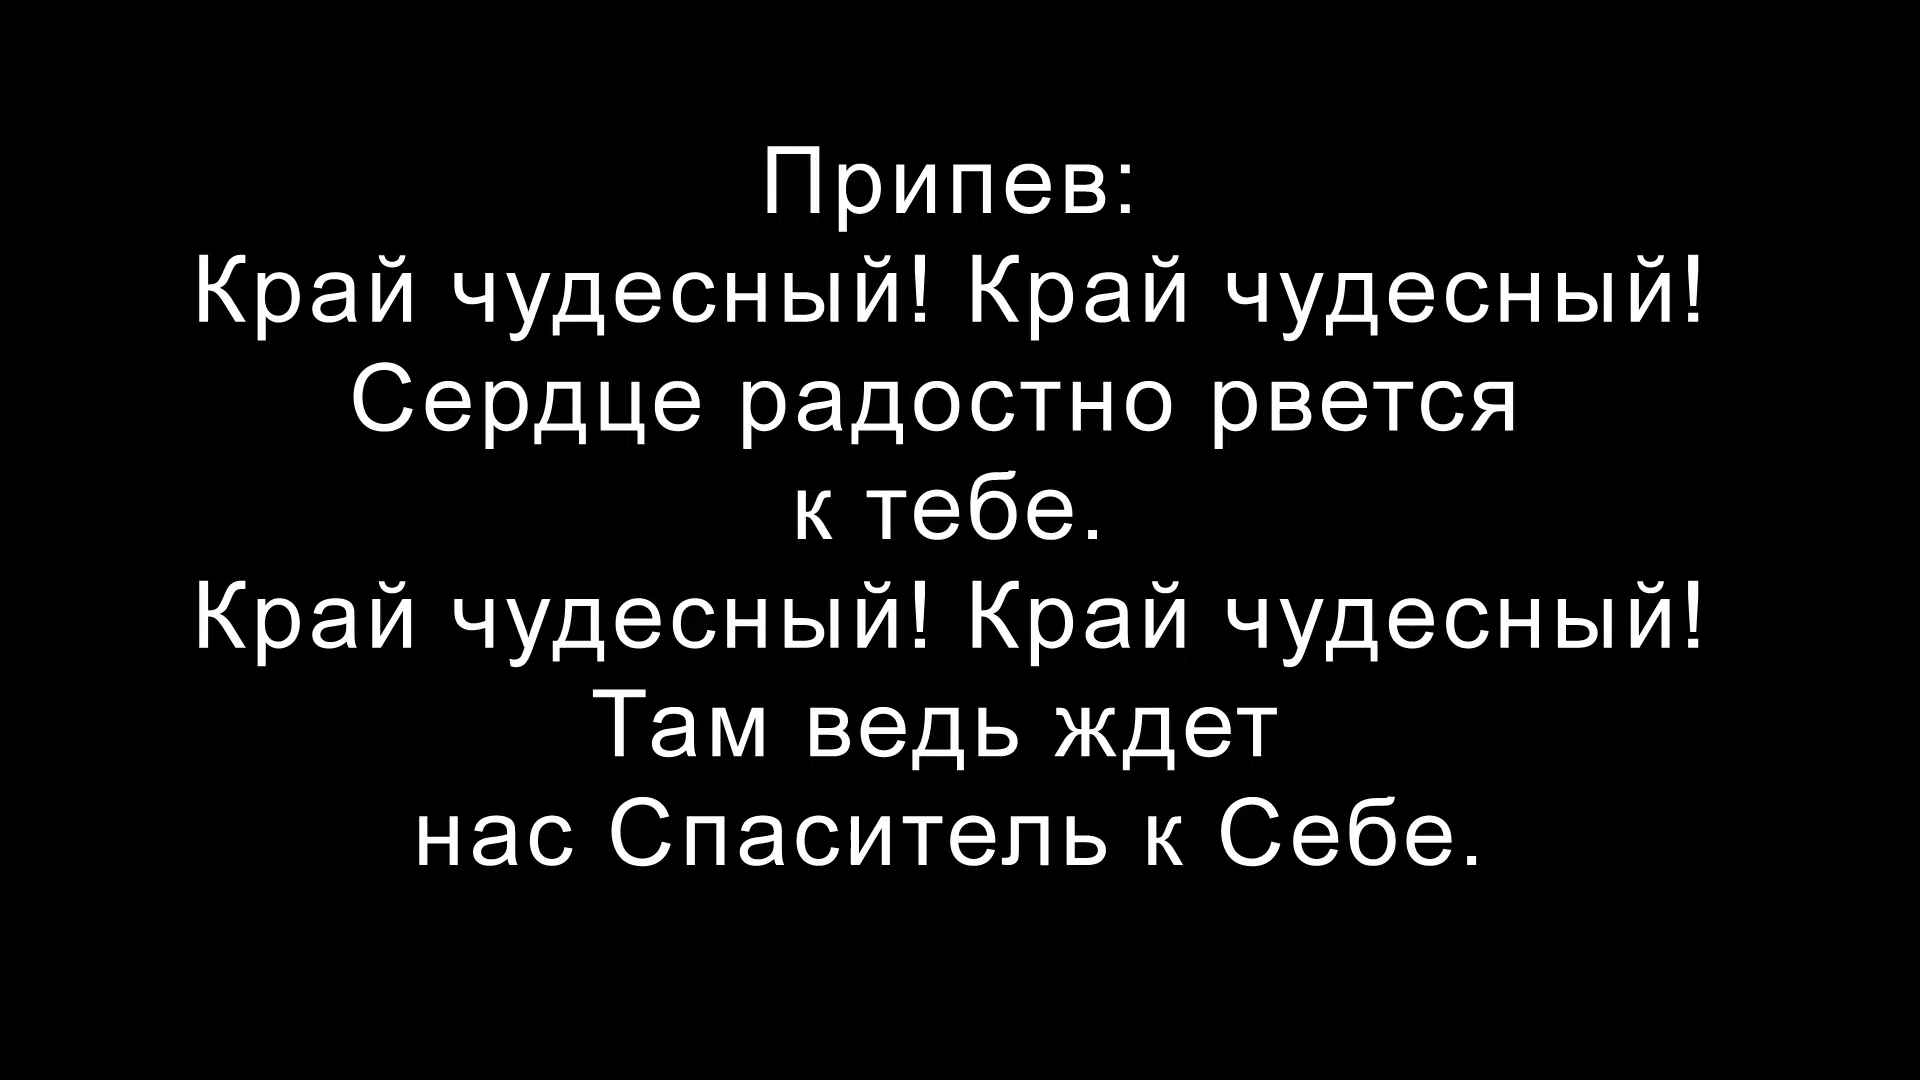 Припев:
Край чудесный! Край чудесный!
Сердце радостно рвется
к тебе.
Край чудесный! Край чудесный!
Там ведь ждет
нас Спаситель к Себе.